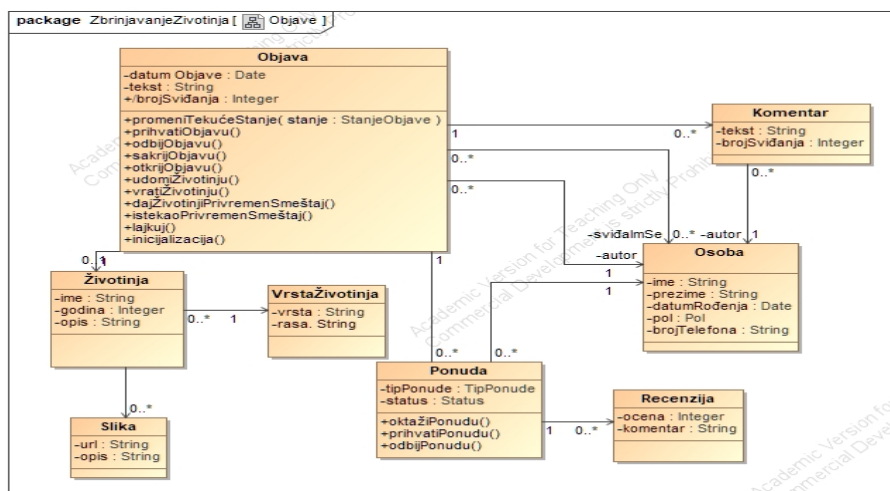 package ZbrinjavanjeZivotinja [ Objave ]
Objava
-datum Objave : Date
-tekst : String
+/brojSviđanja : Integer
+promeniTekućeStanje( stanje : StanjeObjave )
+prihvatiObjavu()
+odbijObjavu()
+sakrijObjavu()
+otkrijObjavu()
+udomiŽivotinju()
+vratiŽivotinju()
+dajŽivotinjiPrivremenSmeštaj()
+istekaoPrivremenSmeštaj()
+lajkuj()
+inicijalizacija()
1
0..*
Komentar
-tekst : String
-brojSviđanja : Integer
0..*
0..*
0..*
-sviđaImSe
0..*
-autor
1
-autor
1
1
Osoba
-ime : String
-prezime : String
-datumRođenja : Date
-pol : Pol
-brojTelefona : String
0..1
1
Životinja
-ime : String
-godina : Integer
-opis : String
0..*
1
VrstaŽivotinja
-vrsta : String
-rasa. String
0..*
Slika
-url : String
-opis : String
1
0..*
0..*
Ponuda
-tipPonude : TipPonude
-status : Status
+oktažiPonudu()
+prihvatiPonudu()
+odbijPonudu()
1
0..*
Recenzija
-ocena : Integer
-komentar : String
Academic Version for Teaching Only
Commercial Development is strictly Prohib
Academic Version for